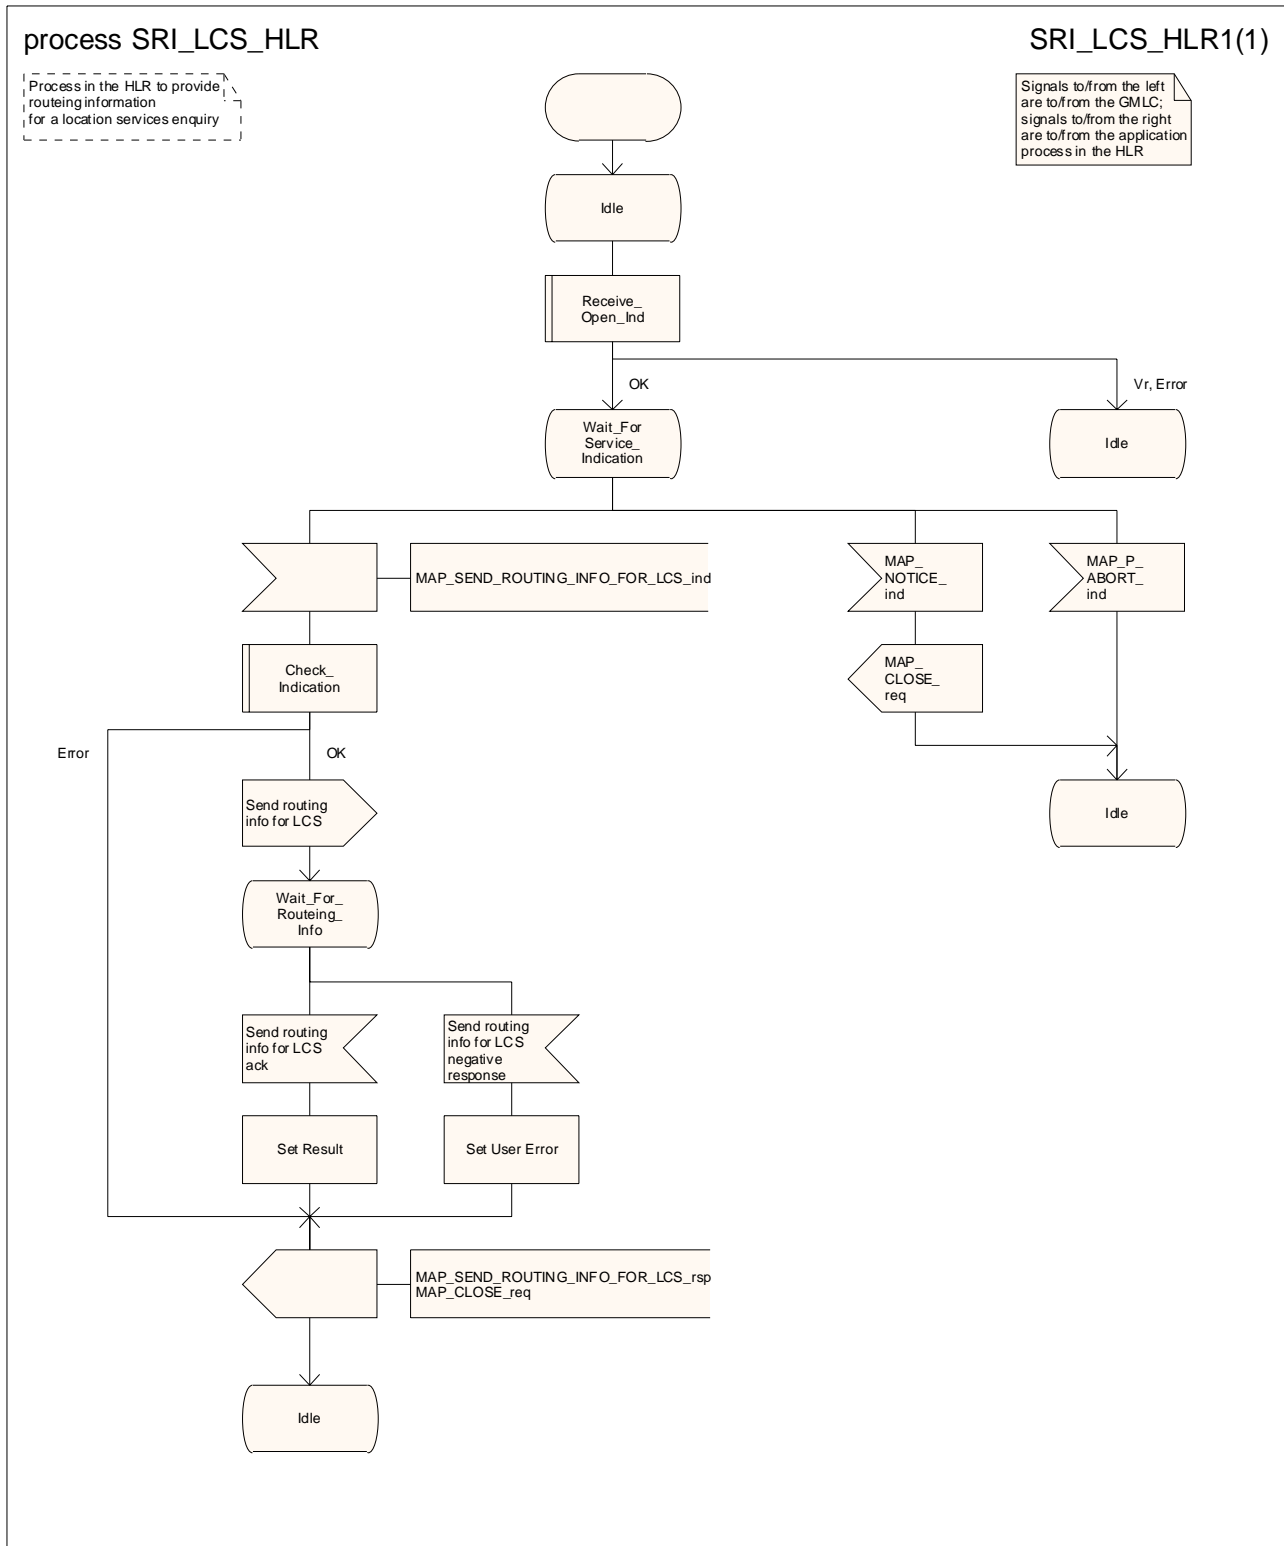 process SRI_LCS_HLR
SRI_LCS_HLR1(1)
Process in the HLR to provide
routeing information
for a location services enquiry
Signals to/from the left
are to/from the GMLC;
signals to/from the right
are to/from the application
process in the HLR
Idle
Receive_
Open_Ind
OK
Vr, Error
Wait_For
Service_
Indication
Idle
MAP_SEND_ROUTING_INFO_FOR_LCS_ind
MAP_
NOTICE_
ind
MAP_P_
ABORT_
ind
Check_
Indication
MAP_
CLOSE_
req
Error
OK
Send routing
info for LCS
Idle
Wait_For_
Routeing_
Info
Send routing
info for LCS
ack
Send routing
info for LCS
negative
response
Set Result
Set User Error
MAP_SEND_ROUTING_INFO_FOR_LCS_rsp
MAP_CLOSE_req
Idle